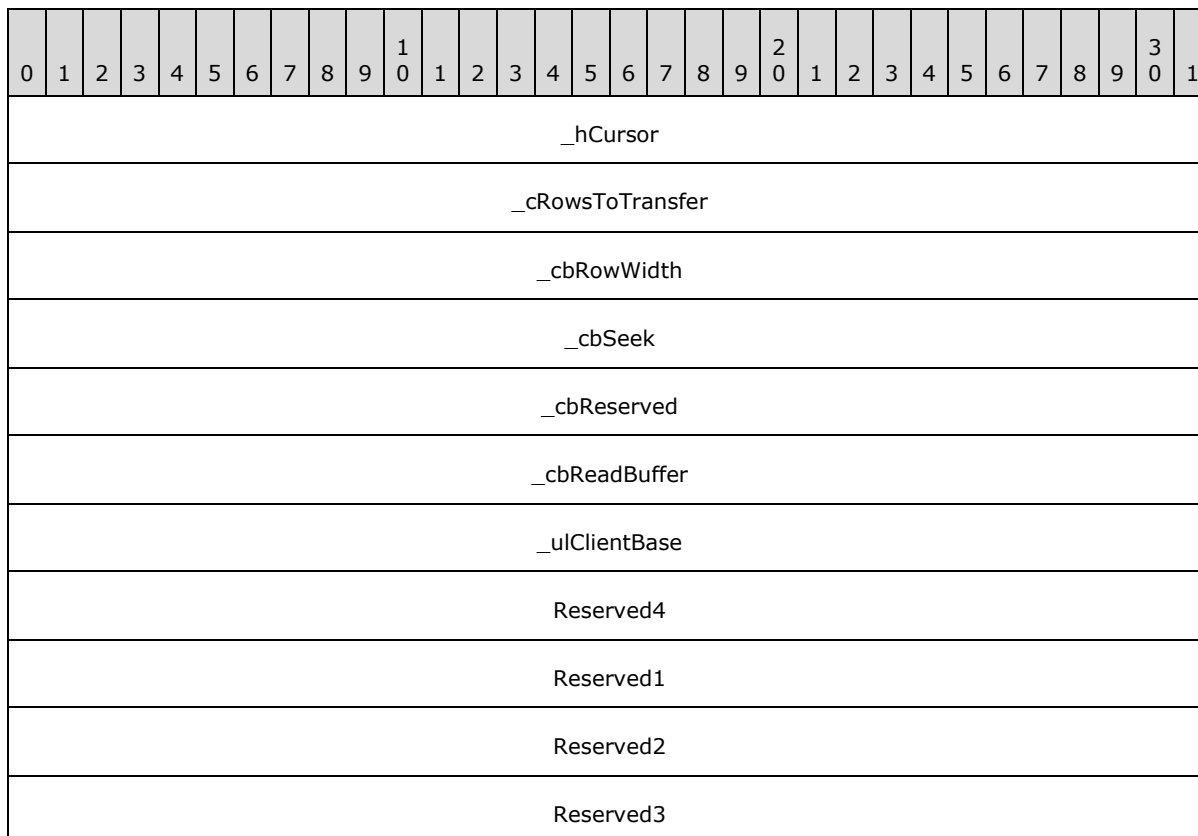 0 1 2 3 4 5 6 7 8 9 1 0 1 2 3 4 5 6 7 8 9 2 0 1 2 3 4 5 6 7 8 9 3 0 1
_hCursor
_cRowsToTransfer
_cbRowWidth
_cbSeek
_cbReserved
_cbReadBuffer
_ulClientBase
Reserved4
Reserved1
Reserved2
Reserved3